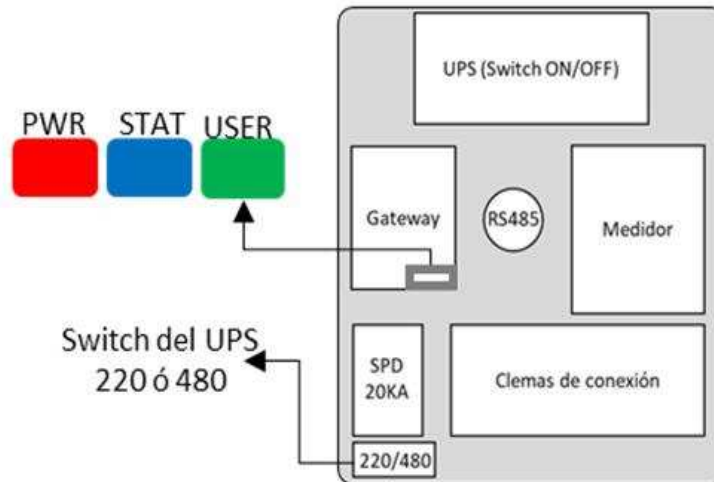 UPS (Switch ON/OFF)
PWR STAT USER
Gateway
RS485
Medidor
Switch del UPS
220 ó 480
SPD
20KA
Clemas de conexión
220/480